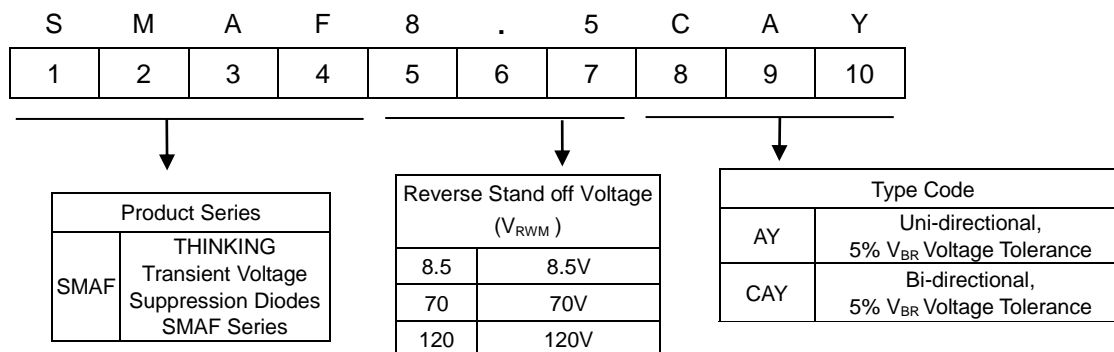 S M A F 8 . 5 C A Y
1 2 3 4 5 6 7 8 9 10
Product Series
SMAF
THINKING
Transient Voltage
Suppression Diodes
SMAF Series
Reverse Stand off Voltage
(VRWM )
8.5 8.5V
70 70V
120 120V
Type Code
AY
Uni-directional,
5% VBR Voltage Tolerance
CAY
Bi-directional,
5% VBR Voltage Tolerance